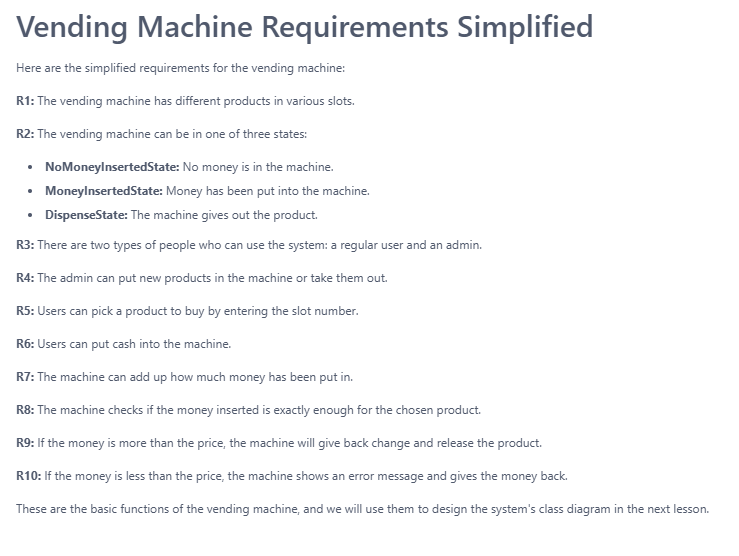 Vending Machine Requirements Simplified
Here are the simplified requirements for the vending machine:
R1: The vending machine has different products in various slots.
R2: The vending machine can be in one of three states:
• NoMoneyInsertedState: No money is in the machine.
• MoneyInsertedState: Money has been put into the machine.
• DispenseState: The machine gives out the product.
R3: There are two types of people who can use the system: a regular user and an admin.
R4: The admin can put new products in the machine or take them out.
R5: Users can pick a product to buy by entering the slot number.
R6: Users can put cash into the machine.
R7: The machine can add up how much money has been put in.
R8: The machine checks if the money inserted is exactly enough for the chosen product.
R9: If the money is more than the price, the machine will give back change and release the product.
R10: If the money is less than the price, the machine shows an error message and gives the money back.
These are the basic functions of the vending machine, and we will use them to design the system's class diagram in the next lesson.